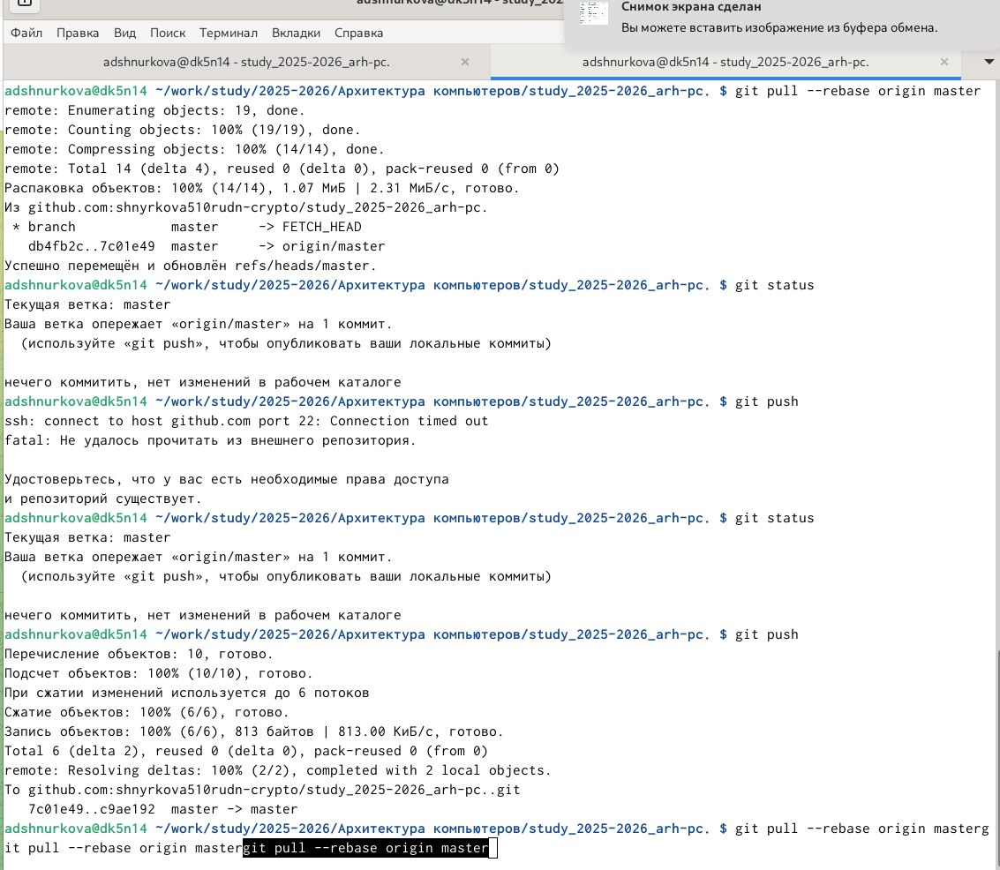 adshnurkova@dk5n14 - stud
Снимок экрана сделан
Вы можете вставить изображение из буфера обмена.
Файл Правка Вид Поиск Терминал Вкладки Справка
adshnurkova@dk5n14 - study_2025-2026_arh-pc. × adshnurkova@dk5n14 - study_2025-2026_arh-pc. ×
adshnurkova@dk5n14 ~/work/study/2025-2026/Архитектура компьютеров/study_2025-2026_arh-pc. $ git pull --rebase origin master
remote: Enumerating objects: 19, done.
remote: Counting objects: 100% (19/19), done.
remote: Compressing objects: 100% (14/14), done.
remote: Total 14 (delta 4), reused 0 (delta 0), pack-reused 0 (from 0)
Распаковка объектов: 100% (14/14), 1.07 МиБ | 2.31 МиБ/с, готово.
Из github.com:shnyrkova510rudn-crypto/study_2025-2026_arh-pc.
 * branch            master     -> FETCH_HEAD
   db4fb2c..7c01e49  master     -> origin/master
Успешно перемещён и обновлён refs/heads/master.
adshnurkova@dk5n14 ~/work/study/2025-2026/Архитектура компьютеров/study_2025-2026_arh-pc. $ git status
Текущая ветка: master
Ваша ветка опережает «origin/master» на 1 коммит.
  (используйте «git push», чтобы опубликовать ваши локальные коммиты)
нечего коммитить, нет изменений в рабочем каталоге
adshnurkova@dk5n14 ~/work/study/2025-2026/Архитектура компьютеров/study_2025-2026_arh-pc. $ git push
ssh: connect to host github.com port 22: Connection timed out
fatal: Не удалось прочитать из внешнего репозитория.
Удостоверьтесь, что у вас есть необходимые права доступа
и репозиторий существует.
adshnurkova@dk5n14 ~/work/study/2025-2026/Архитектура компьютеров/study_2025-2026_arh-pc. $ git status
Текущая ветка: master
Ваша ветка опережает «origin/master» на 1 коммит.
  (используйте «git push», чтобы опубликовать ваши локальные коммиты)
нечего коммитить, нет изменений в рабочем каталоге
adshnurkova@dk5n14 ~/work/study/2025-2026/Архитектура компьютеров/study_2025-2026_arh-pc. $ git push
Перечисление объектов: 10, готово.
Подсчет объектов: 100% (10/10), готово.
При сжатии изменений используется до 6 потоков
Сжатие объектов: 100% (6/6), готово.
Запись объектов: 100% (6/6), 813 байтов | 813.00 КиБ/с, готово.
Total 6 (delta 2), reused 0 (delta 0), pack-reused 0 (from 0)
remote: Resolving deltas: 100% (2/2), completed with 2 local objects.
To github.com:shnyrkova510rudn-crypto/study_2025-2026_arh-pc..git
   7c01e49..c9ae192  master -> master
adshnurkova@dk5n14 ~/work/study/2025-2026/Архитектура компьютеров/study_2025-2026_arh-pc. $ git pull --rebase origin masterg
it pull --rebase origin mastergit pull --rebase origin master